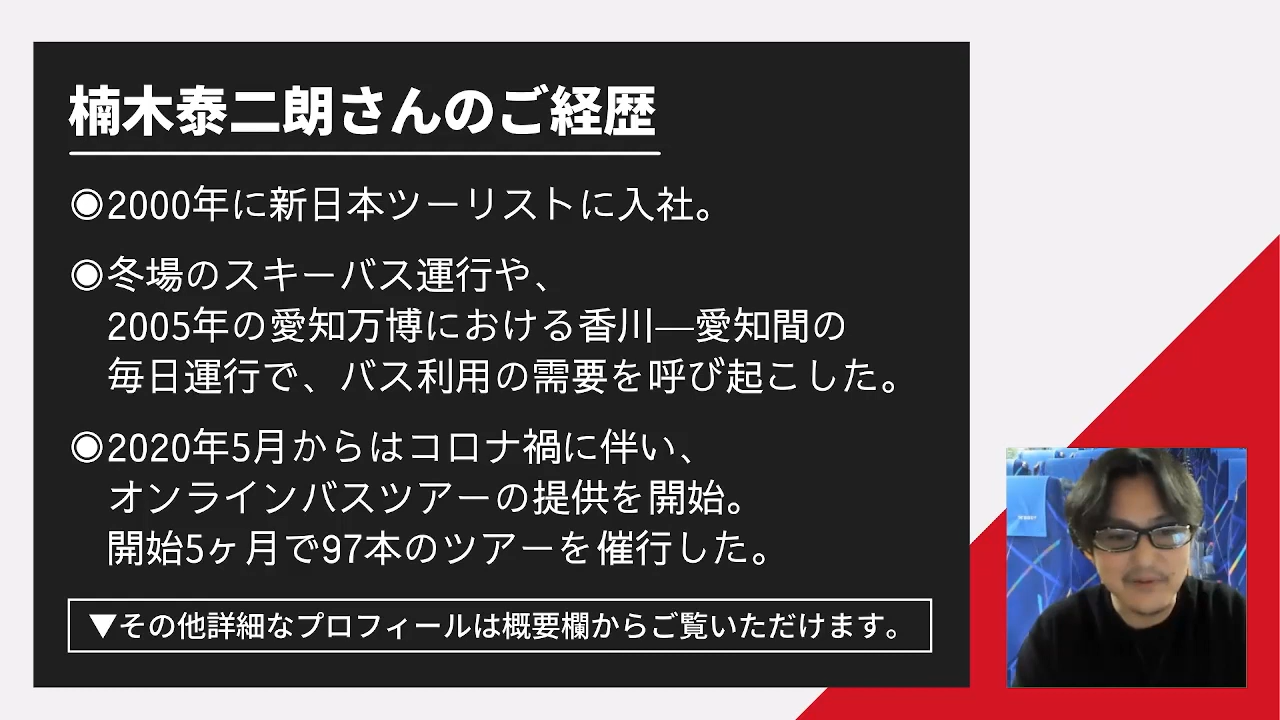 楠木泰二朗さんのご経歴
◉2000年に新日本ツーリストに入社。
◉冬場のスキーバス運行や、
2005年の愛知万博における香川―愛知間の
毎日運行で、バス利用の需要を呼び起こした。
◉2020年5月からはコロナ禍に伴い、
オンラインバスツアーの提供を開始。
開始5ヶ月で97本のツアーを催行した。
▼その他詳細なプロフィールは概要欄からご覧いただけます。